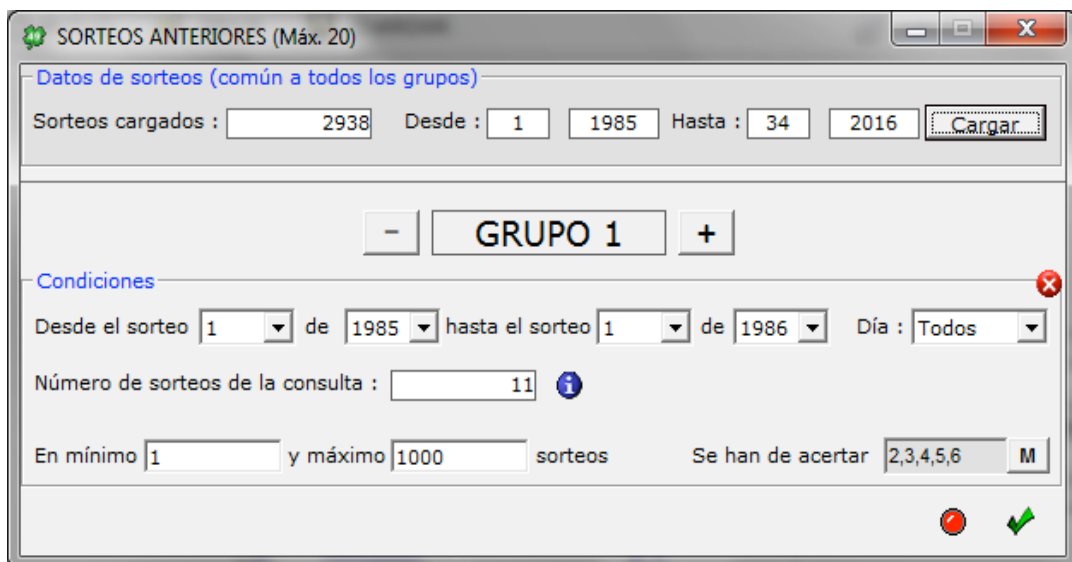 SORTEOS ANTERIORES (Máx. 20)
Datos de sorteos (común a todos los grupos)
Sorteos cargados : 2938 Desde : 1 1985 Hasta : 34 2016 Cargar
- GRUPO 1 +
Condiciones
Desde el sorteo 1 de 1985 hasta el sorteo 1 de 1986 Día : Todos
Número de sorteos de la consulta : 11
En mínimo 1 y máximo 1000 sorteos Se han de acertar 2,3,4,5,6 M